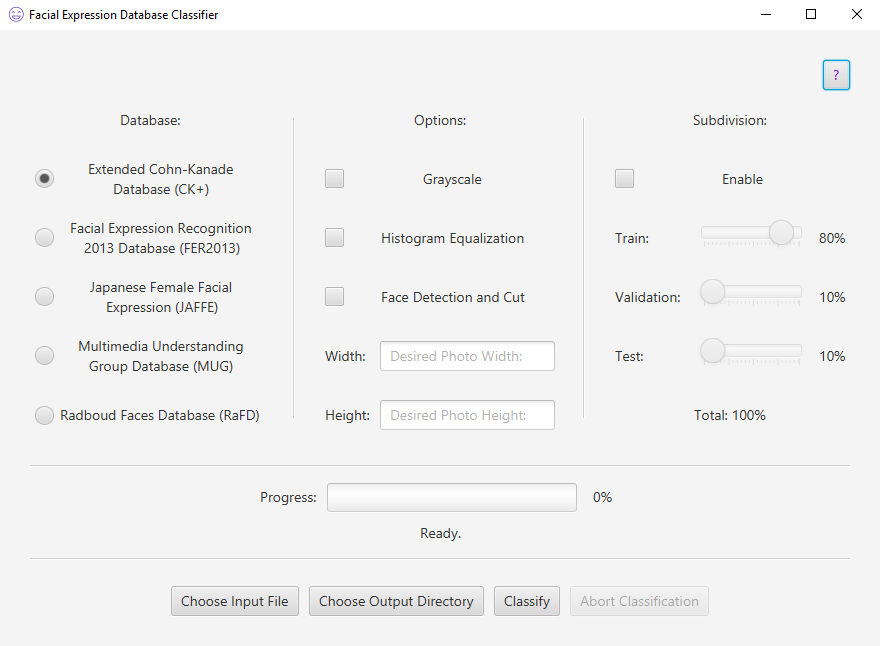 Facial Expression Database Classifier
?
Database:
Extended Cohn-Kanade
Database (CK+)
Facial Expression Recognition
2013 Database (FER2013)
Japanese Female Facial
Expression (JAFFE)
Multimedia Understanding
Group Database (MUG)
Radboud Faces Database (RaFD)
Options:
Grayscale
Histogram Equalization
Face Detection and Cut
Width: Desired Photo Width:
Height: Desired Photo Height:
Subdivision:
Enable
Train: 80%
Validation: 10%
Test: 10%
Total: 100%
Progress: 0%
Ready.
Choose Input File Choose Output Directory Classify Abort Classification